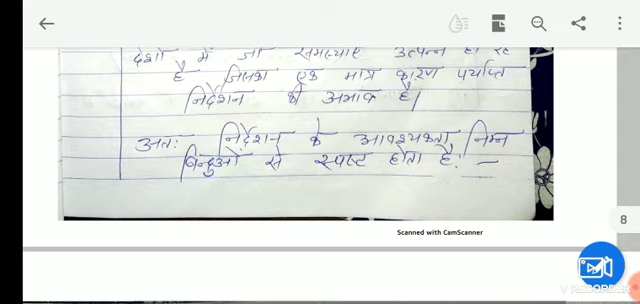 देशो में जो समस्याएं उत्पन्न हो रह
है जिसका एक मात्र कारण पर्याप्त
निर्देशन की अभाव है|
अतः निर्देशन के आवश्यकता निम्न
बिन्दुओ से स्पष्ट होता है: –
Scanned with CamScanner
8
V RECORDER